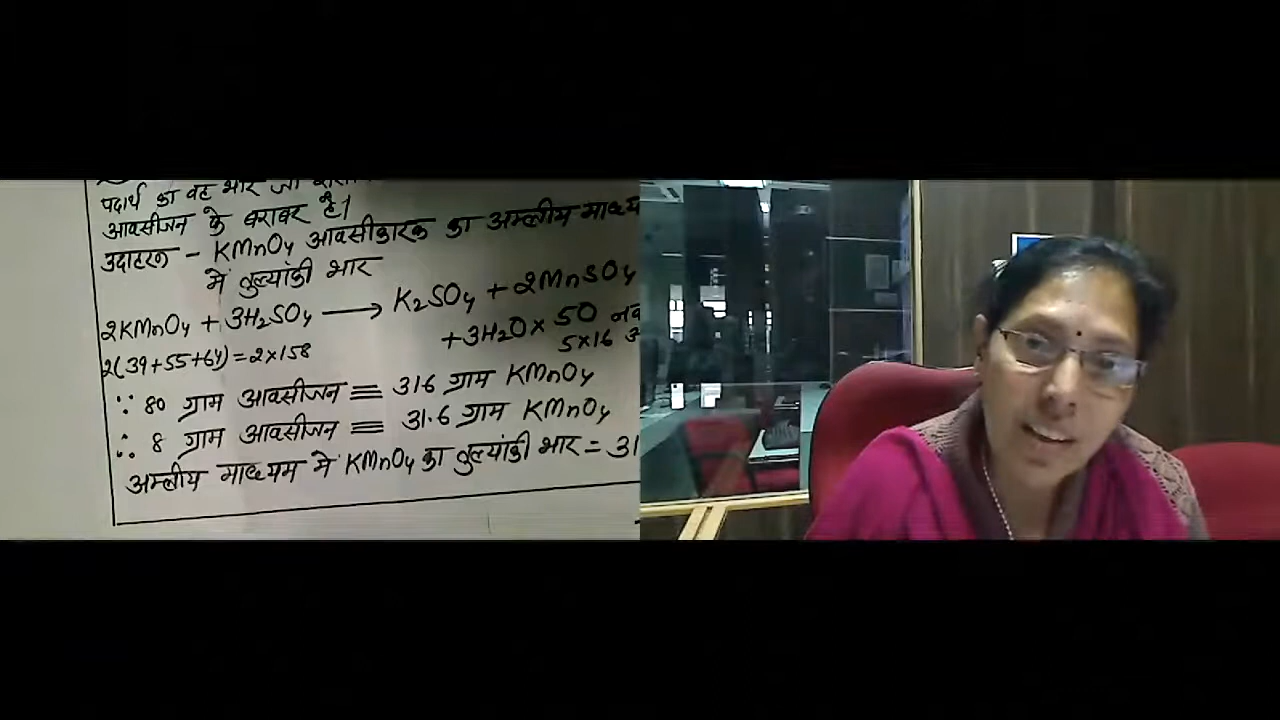 पदार्थ का वह भार जो
आक्सीजन के बराबर है।
उदाहरण - KMnO4 आक्सीकारक का अम्लीय माध्यम
में तुल्यांकी भार
2KMnO4 + 3H2SO4 ⟶ K2SO4 + 2MnSO4
+3H2O × 5O
2(39+55+64) = 2×158 5×16
∵ 80 ग्राम आक्सीजन ≡ 316 ग्राम KMnO4
∴ 8 ग्राम आक्सीजन ≡ 31.6 ग्राम KMnO4
अम्लीय माध्यम में KMnO4 का तुल्यांकी भार = 31